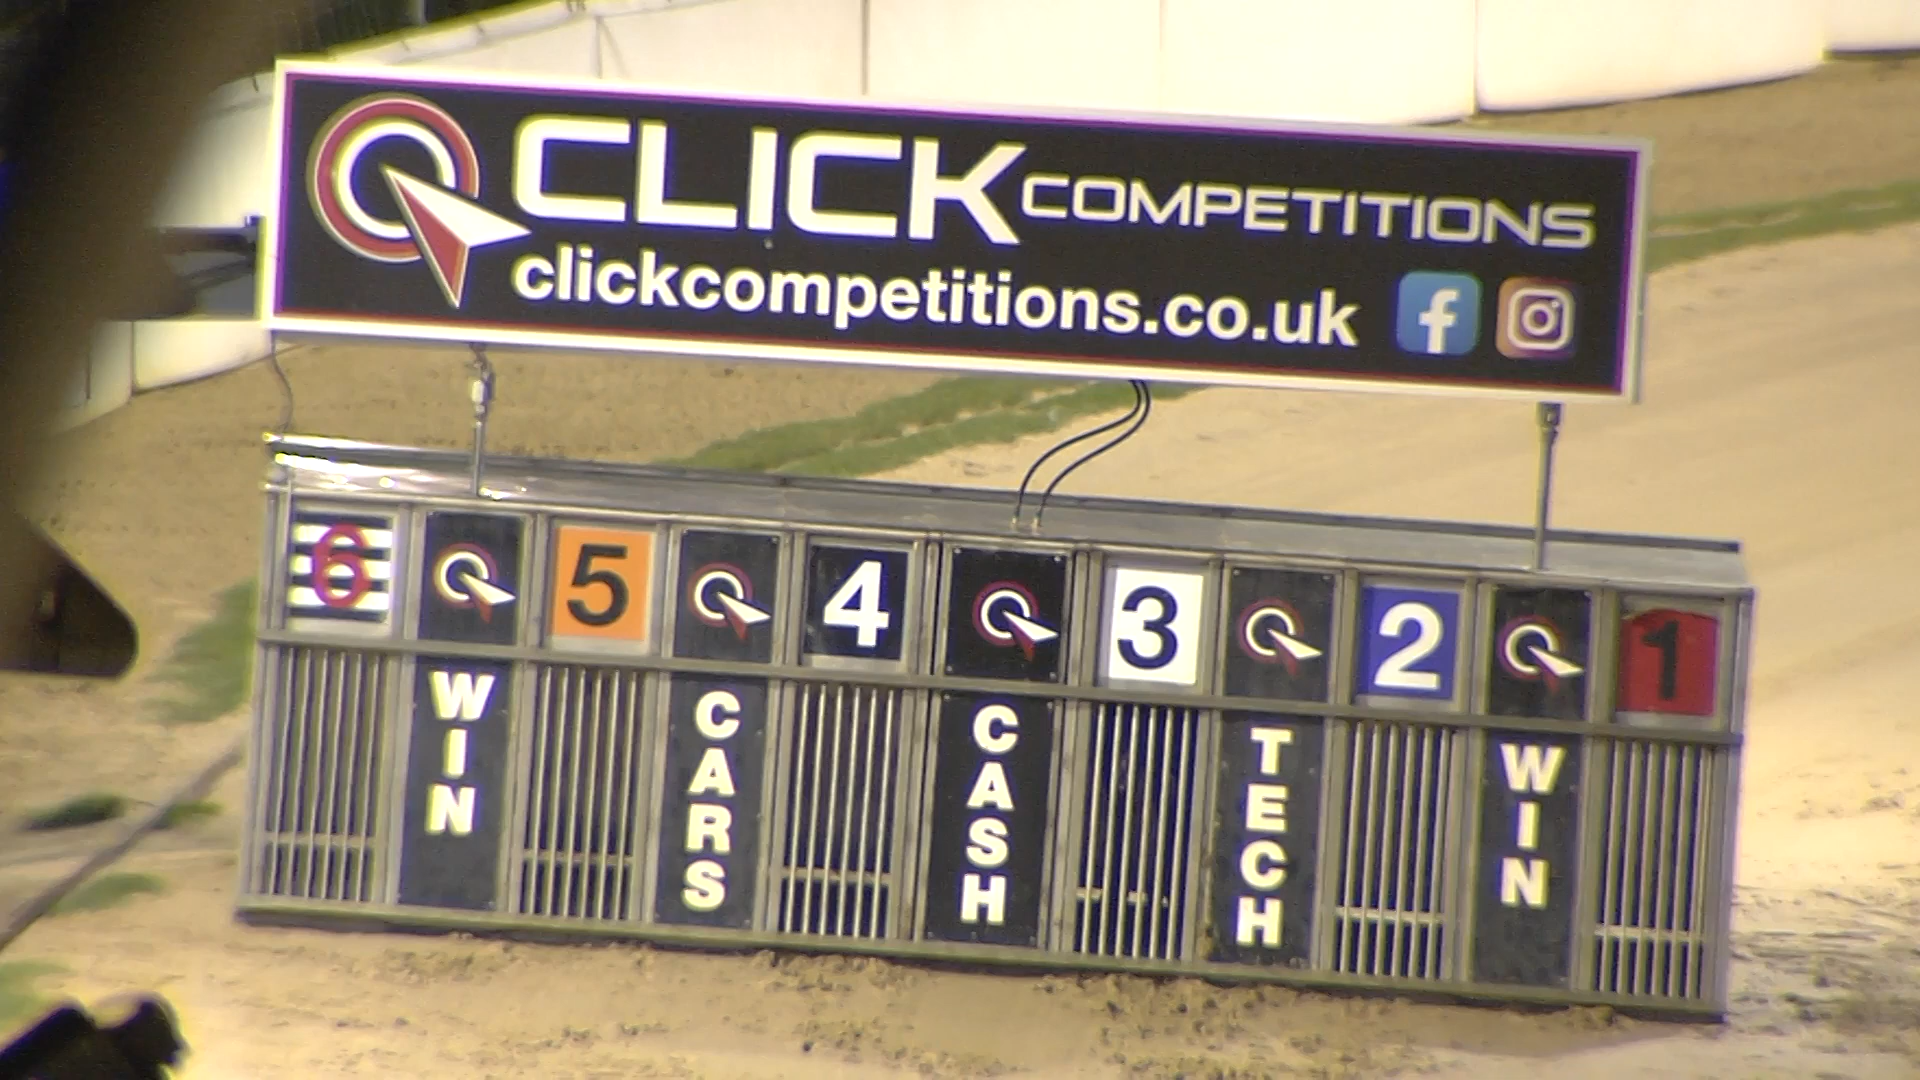 CLICK COMPETITIONS
clickcompetitions.co.uk
6 5 4 3 2 1
WIN
CARS
CASH
TECH
WIN